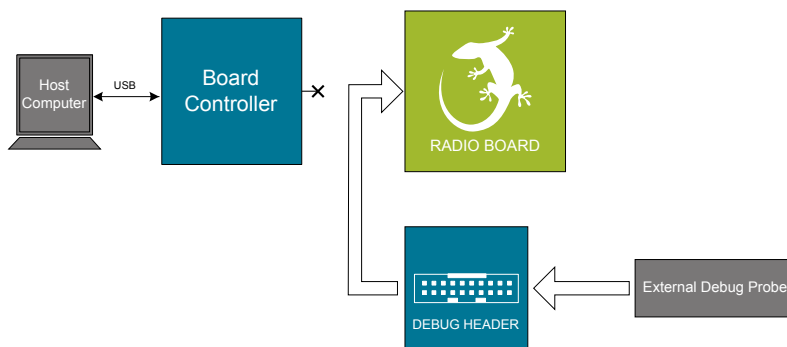 Host
Computer
USB
Board
Controller
RADIO BOARD
DEBUG HEADER
External Debug Probe